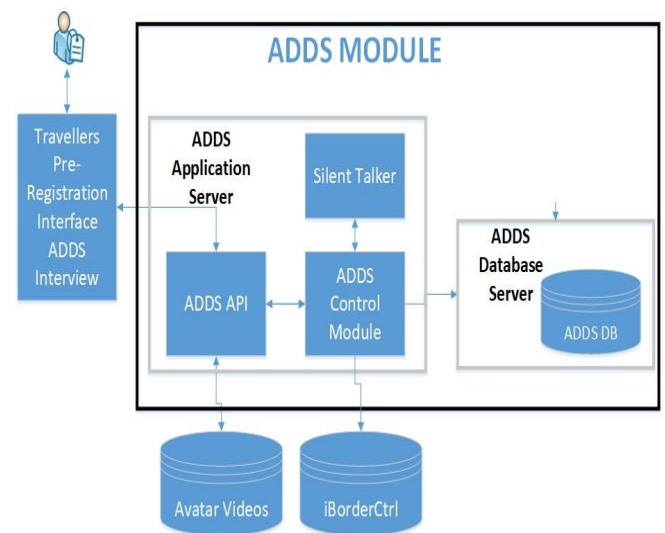 ADDS MODULE
Travellers
Pre-
Registration
Interface
ADDS
Interview
ADDS
Application
Server
Silent Talker
ADDS API
ADDS
Control
Module
ADDS
Database
Server
ADDS DB
Avatar Videos
iBorderCtrl